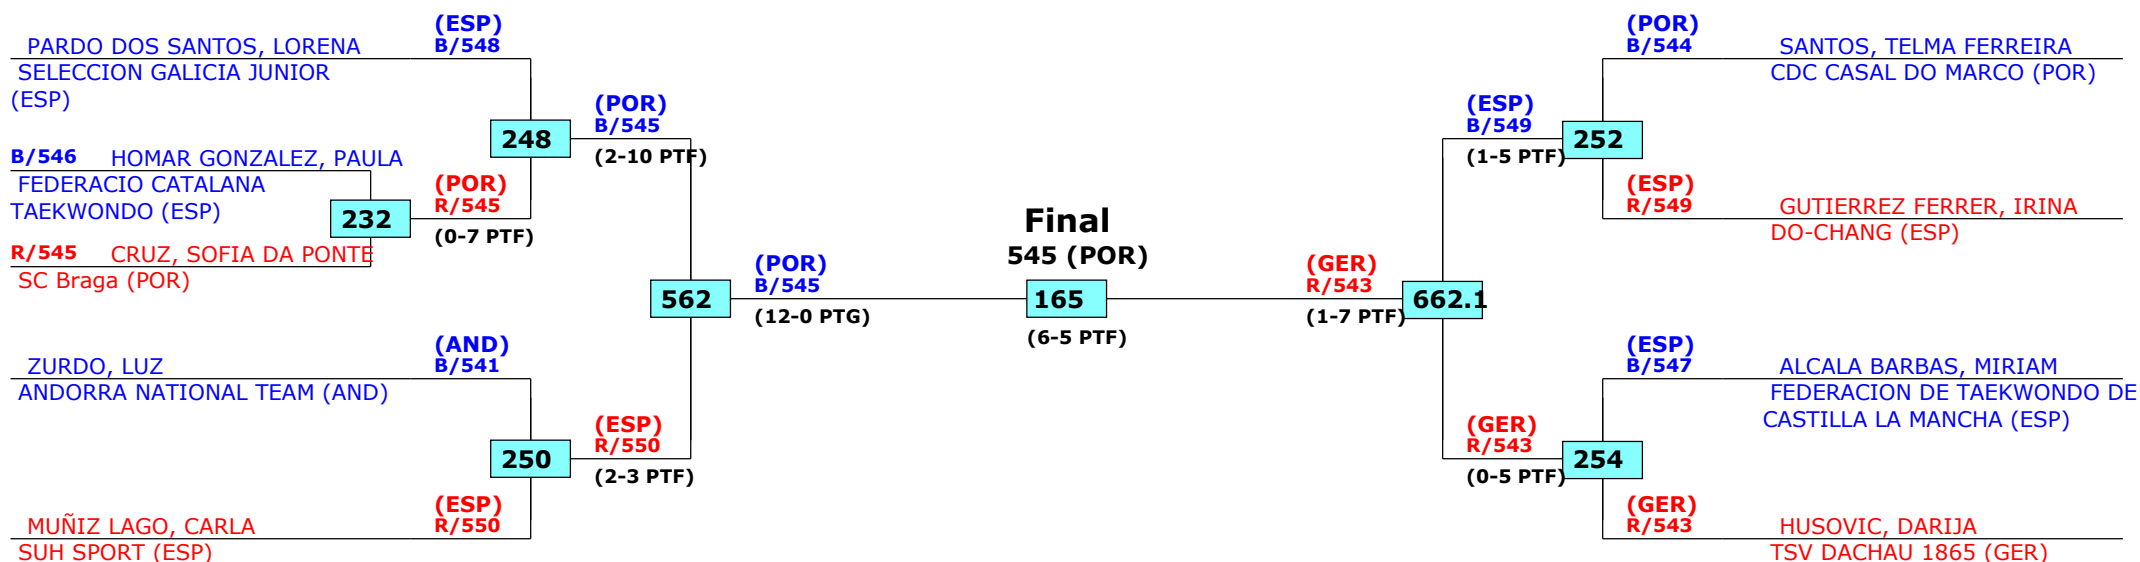 (ESP)
PARDO DOS SANTOS, LORENA B/548
SELECCION GALICIA JUNIOR
(ESP)
248
(POR)
B/545
(2-10 PTF)
B/546 HOMAR GONZALEZ, PAULA
FEDERACIO CATALANA
TAEKWONDO (ESP)
232
(POR)
R/545
(0-7 PTF)
R/545 CRUZ, SOFIA DA PONTE
SC Braga (POR)
562
(POR)
B/545
(12-0 PTG)
(AND)
ZURDO, LUZ B/541
ANDORRA NATIONAL TEAM (AND)
250
(ESP)
R/550
(2-3 PTF)
(ESP)
MUÑIZ LAGO, CARLA R/550
SUH SPORT (ESP)
Final
545 (POR)
165
(6-5 PTF)
(GER)
R/543
(1-7 PTF)
662.1
(POR)
B/544 SANTOS, TELMA FERREIRA
CDC CASAL DO MARCO (POR)
(ESP)
B/549
(1-5 PTF)
252
(ESP)
R/549 GUTIERREZ FERRER, IRINA
DO-CHANG (ESP)
(ESP)
B/547 ALCALA BARBAS, MIRIAM
FEDERACION DE TAEKWONDO DE
CASTILLA LA MANCHA (ESP)
(GER)
R/543
(0-5 PTF)
254
(GER)
R/543 HUSOVIC, DARIJA
TSV DACHAU 1865 (GER)